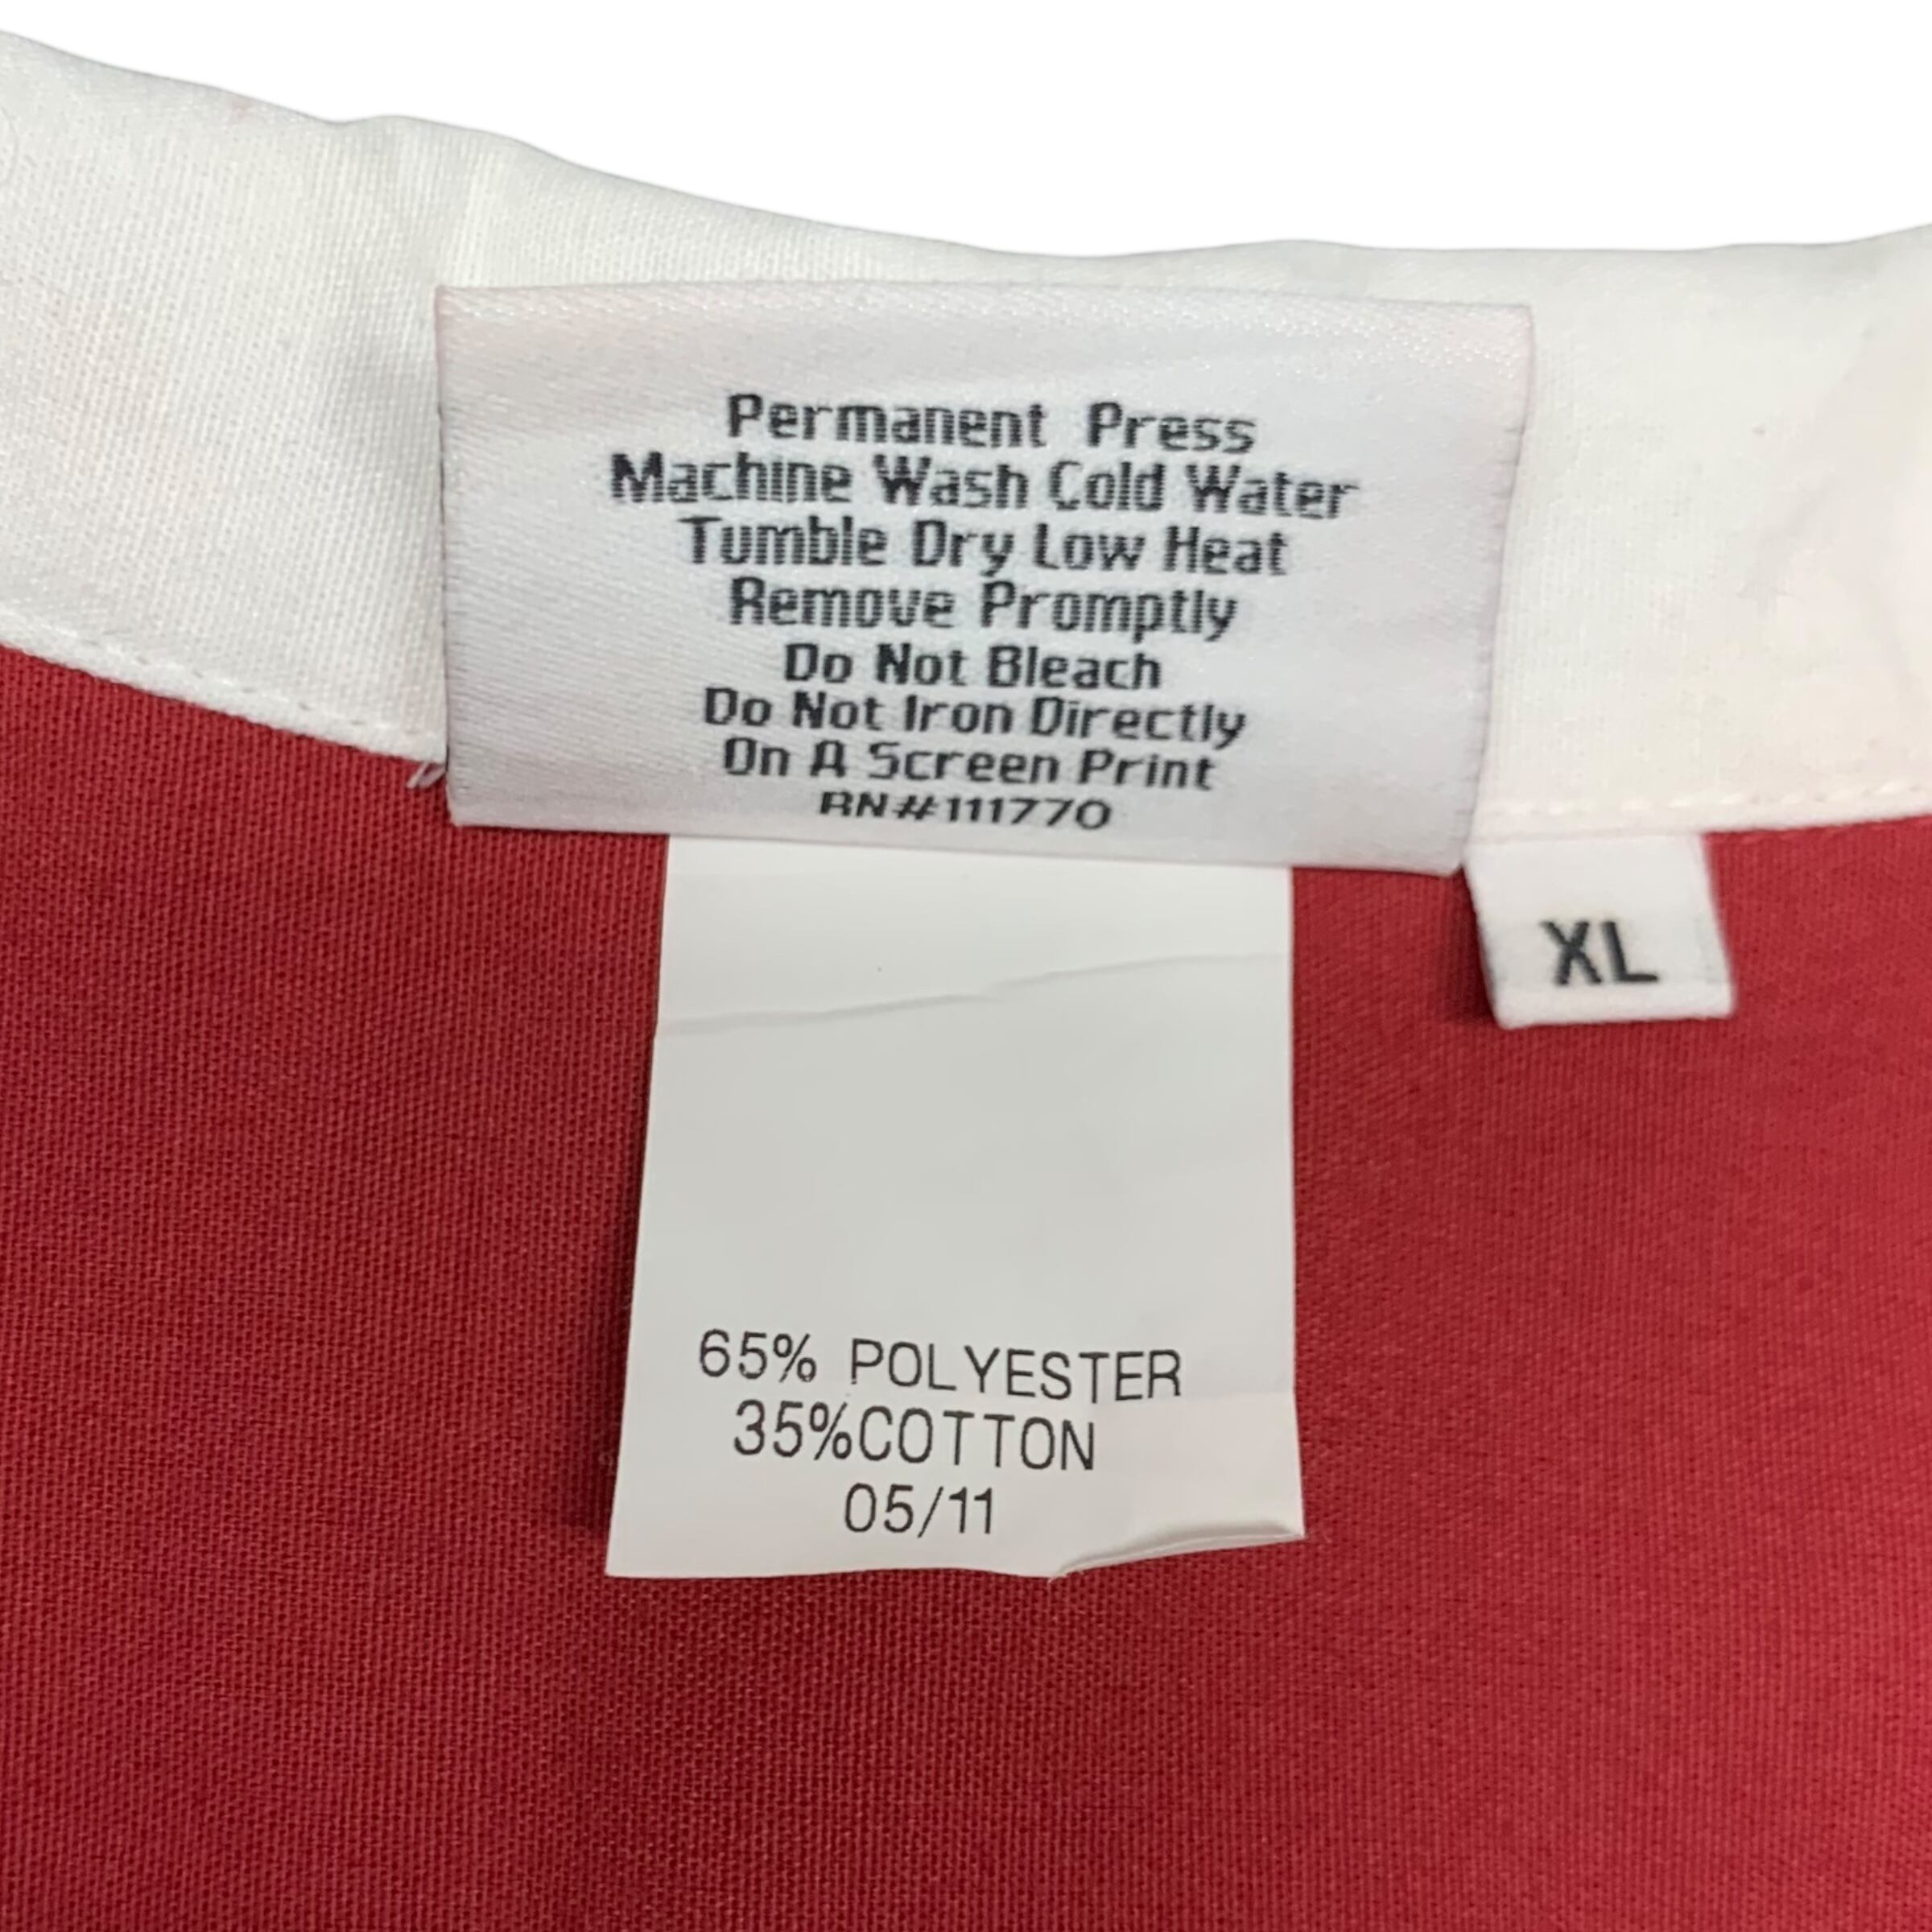 Permanent Press
Machine Wash Cold Water
Tumble Dry Low Heat
Remove Promptly
Do Not Bleach
Do Not Iron Directly
On A Screen Print
RN#111770
XL
65% POLYESTER
35%COTTON
05/11